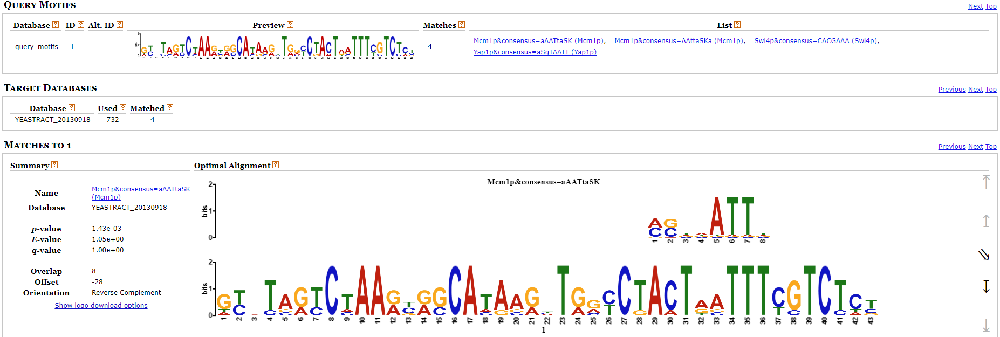 QUERY MOTIFS
Next Top
Database ? ID ? Alt. ID ? Preview ? Matches ? List ?
query_motifs 1 4 Mcm1p&consensus=aAATtaSK (Mcm1p), Mcm1p&consensus=AAttaSKa (Mcm1p), Swi4p&consensus=CACGAAA (Swi4p),
Yap1p&consensus=aSgTAATT (Yap1p)
TARGET DATABASES
Previous Next Top
Database ? Used ? Matched ?
YEASTRACT_20130918 732 4
MATCHES TO 1
Previous Next Top
Summary ? Optimal Alignment ?
Mcm1p&consensus=aAATtaSK
Name Mcm1p&consensus=aAATtaSK
(Mcm1p)
Database YEASTRACT_20130918
p-value 1.43e-03
E-value 1.05e+00
q-value 1.00e+00
Overlap 8
Offset -28
Orientation Reverse Complement
Show logo download options
2
bits
1
0
1 2 3 4 5 6 7 8
2
bits
1
0
1 2 3 4 5 6 7 8 9 10 11 12 13 14 15 16 17 18 19 20 21 22 23 24 25 26 27 28 29 30 31 32 33 34 35 36 37 38 39 40 41 42 43
1